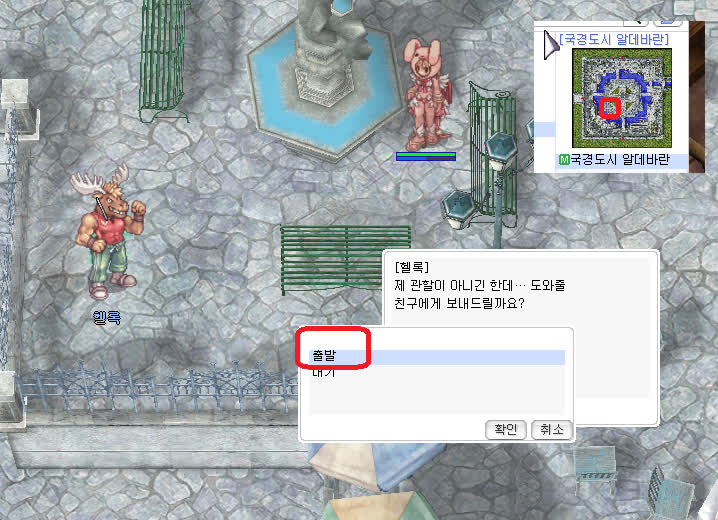 [국경도시 알데바란]
M국경도시 알데바란
헬록
[헬록]
제 관할이 아니긴 한데… 도와줄
친구에게 보내드릴까요?
출발
대기
확인
취소